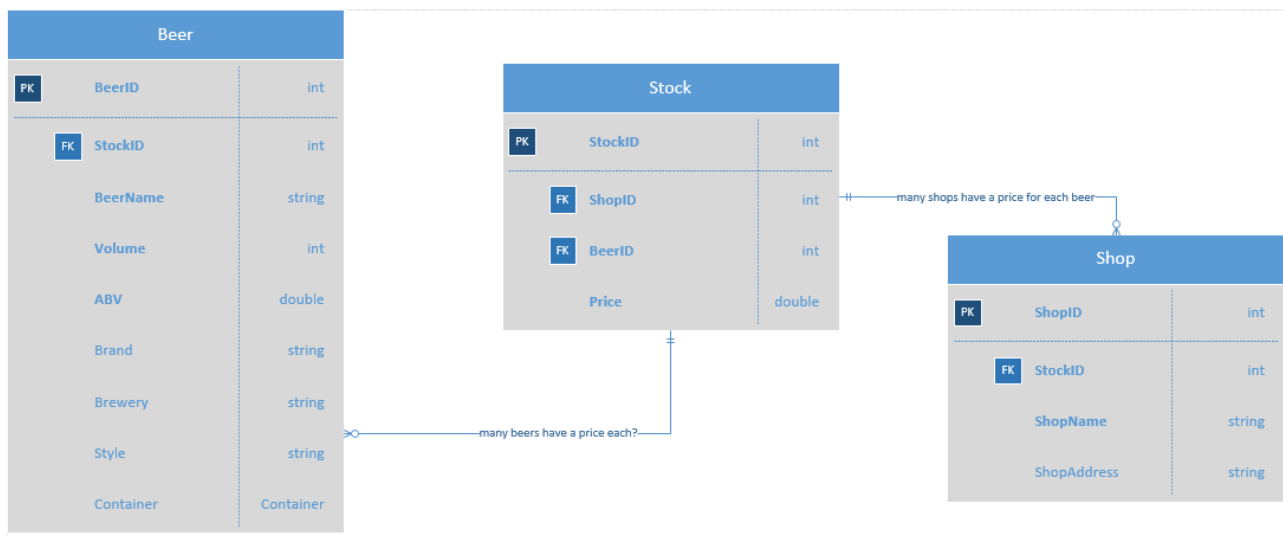 Beer
PK BeerID int
FK StockID int
BeerName string
Volume int
ABV double
Brand string
Brewery string
Style string
Container Container
Stock
PK StockID int
FK ShopID int
FK BeerID int
Price double
many shops have a price for each beer
many beers have a price each?
Shop
PK ShopID int
FK StockID int
ShopName string
ShopAddress string